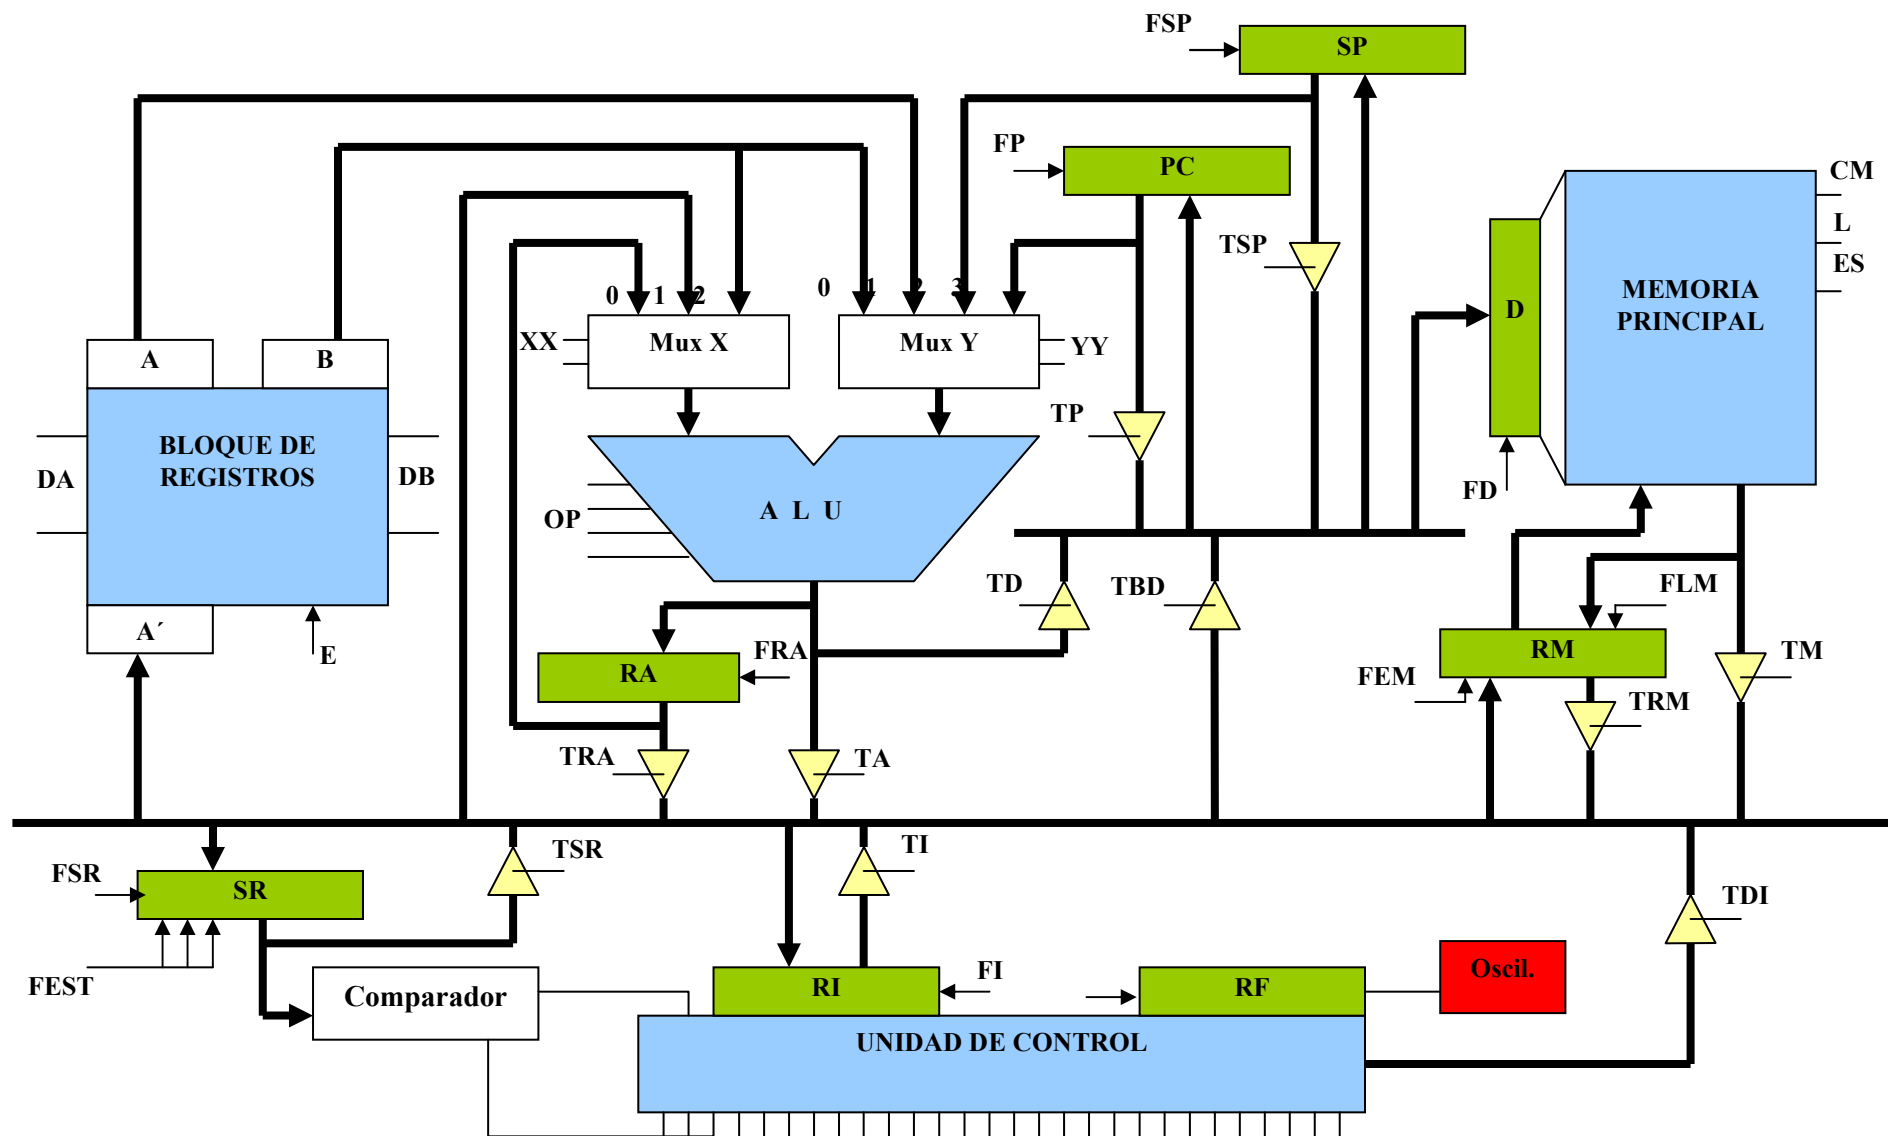 FSP
SP
FP
PC
CM
L
ES
TSP
MEMORIA
PRINCIPAL
D
0 1 2
0 1 2 3
XX
Mux X
Mux Y
YY
A
B
TP
BLOQUE DE
REGISTROS
DA
DB
FD
OP
A L U
TD
TBD
FLM
A´
E
RA
FRA
RM
TM
FEM
TRM
TRA
TA
FSR
SR
TSR
TI
TDI
FEST
Comparador
RI
FI
RF
Oscil.
UNIDAD DE CONTROL